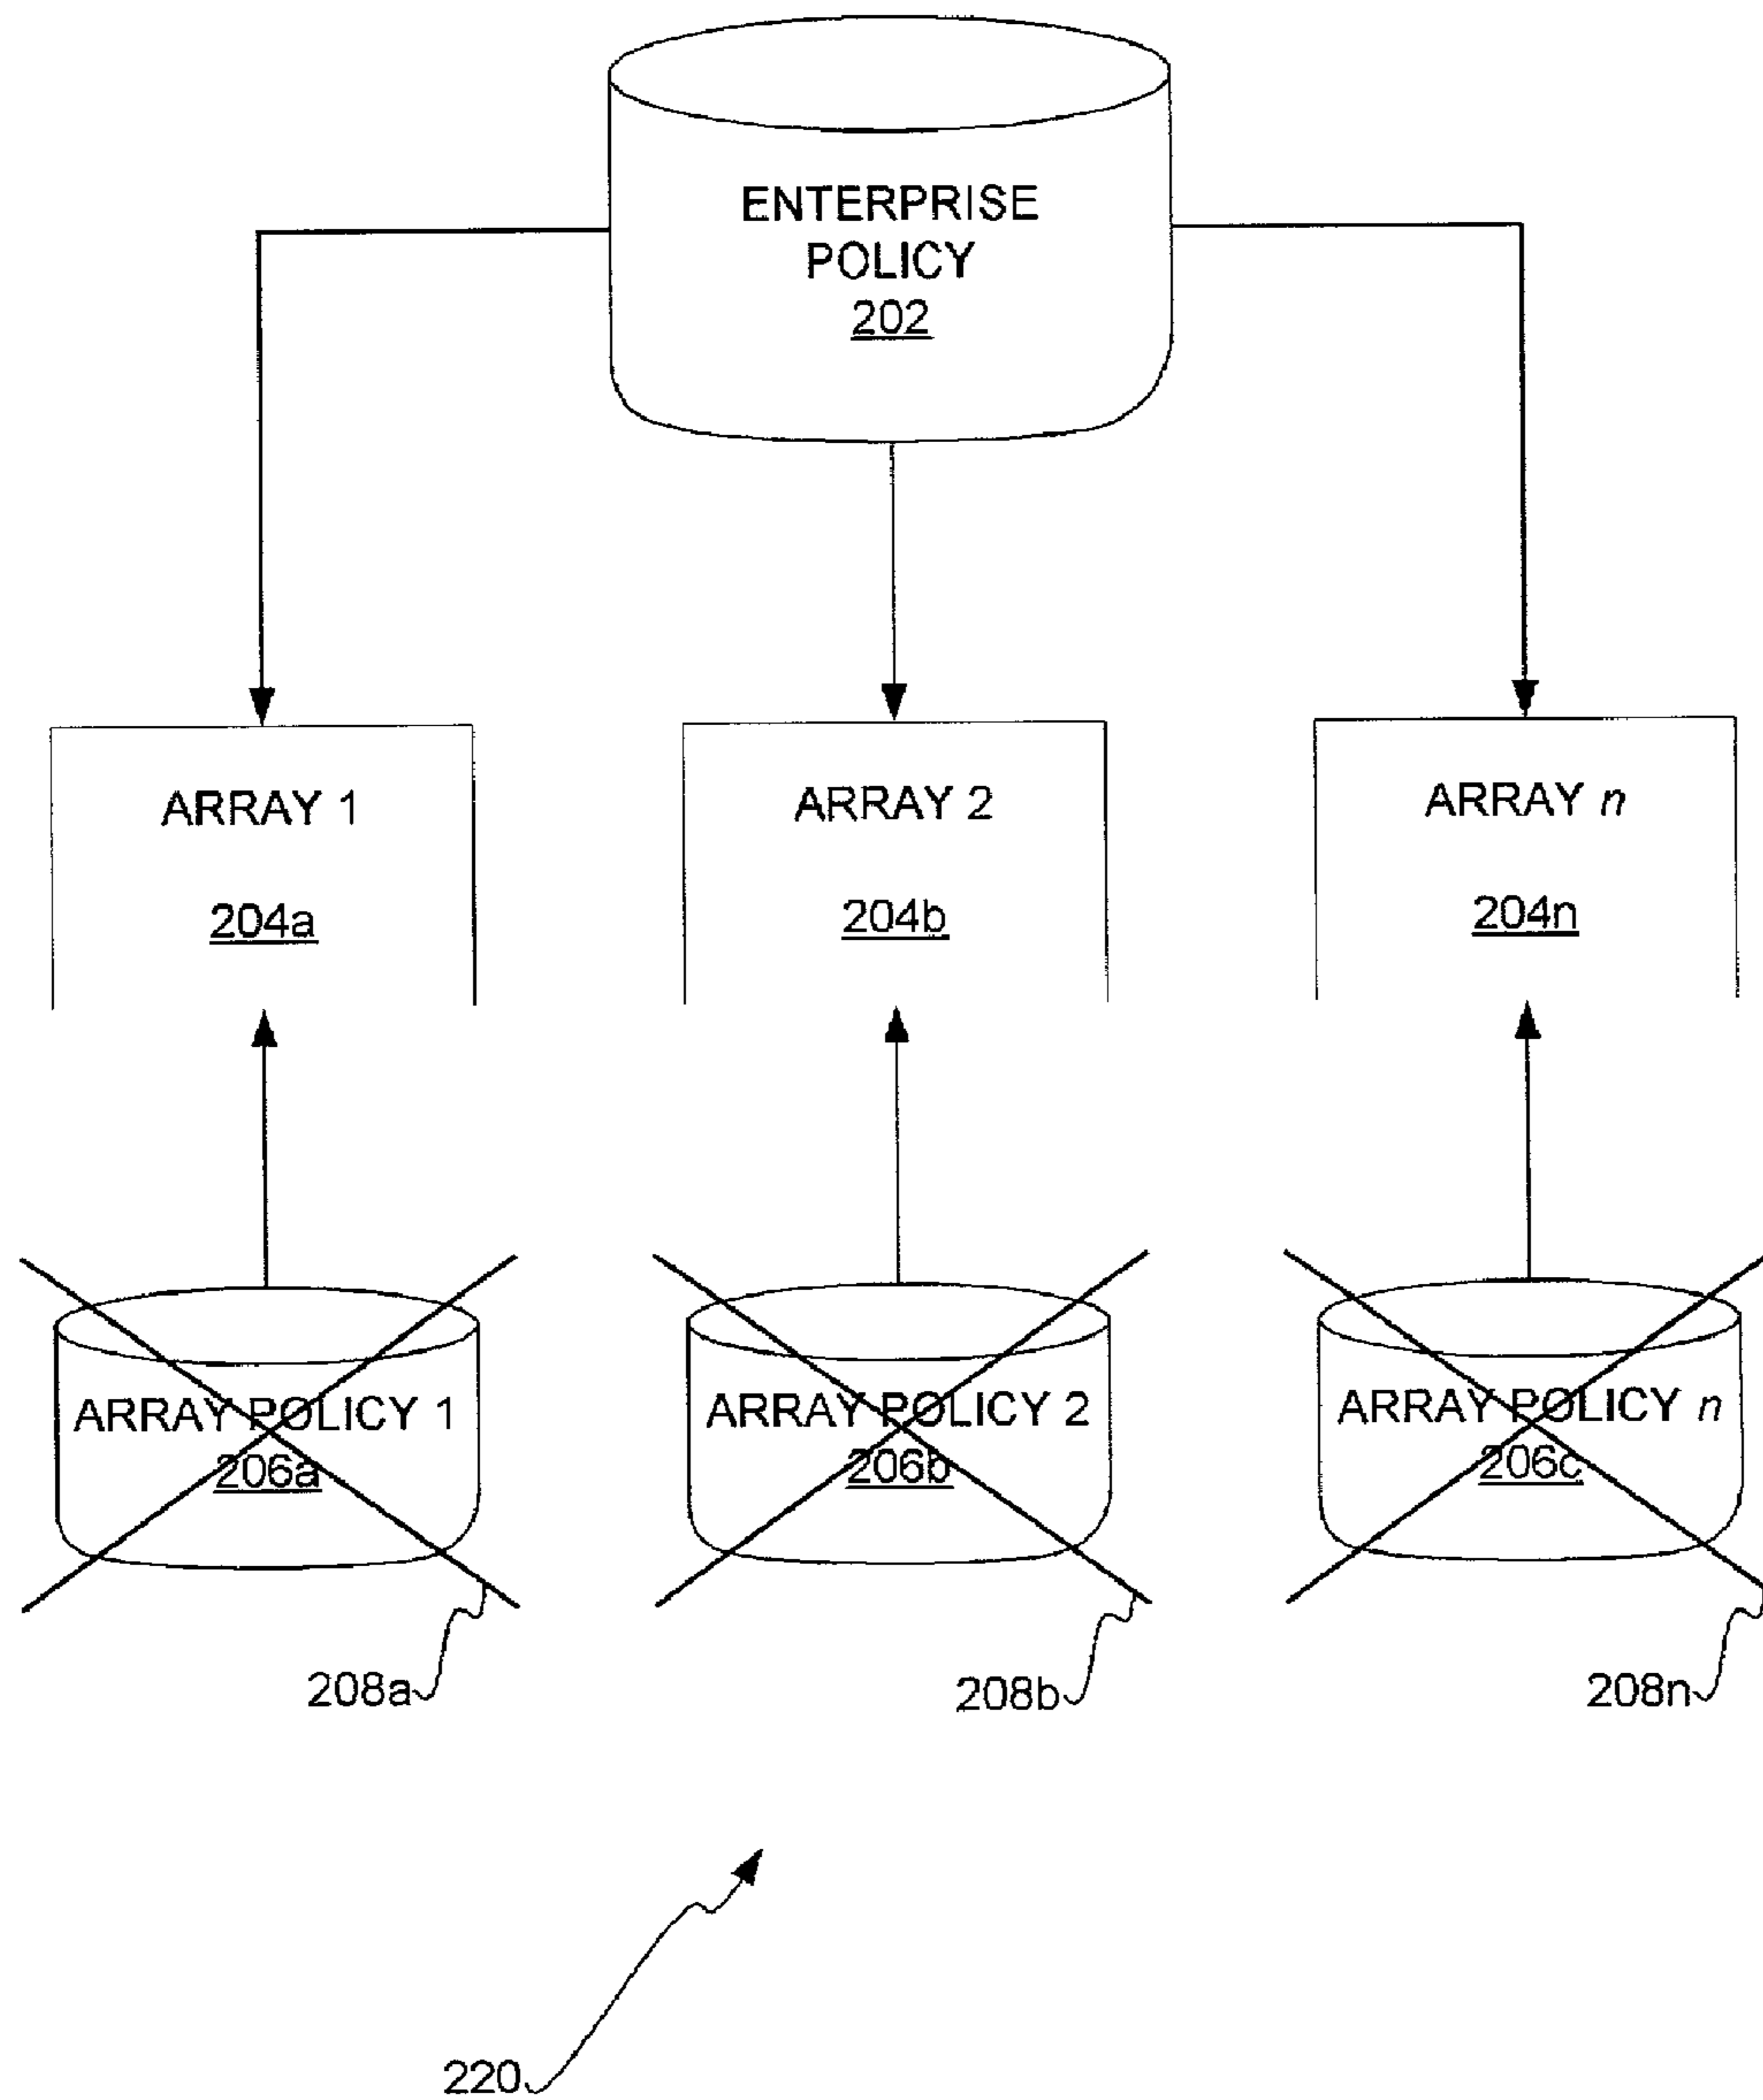 ENTERPRISE
POLICY
202
ARRAY 1
204a
ARRAY 2
204b
ARRAY n
204n
ARRAY POLICY 1
206a
ARRAY POLICY 2
206b
ARRAY POLICY n
206c
208a
208b
208n
220